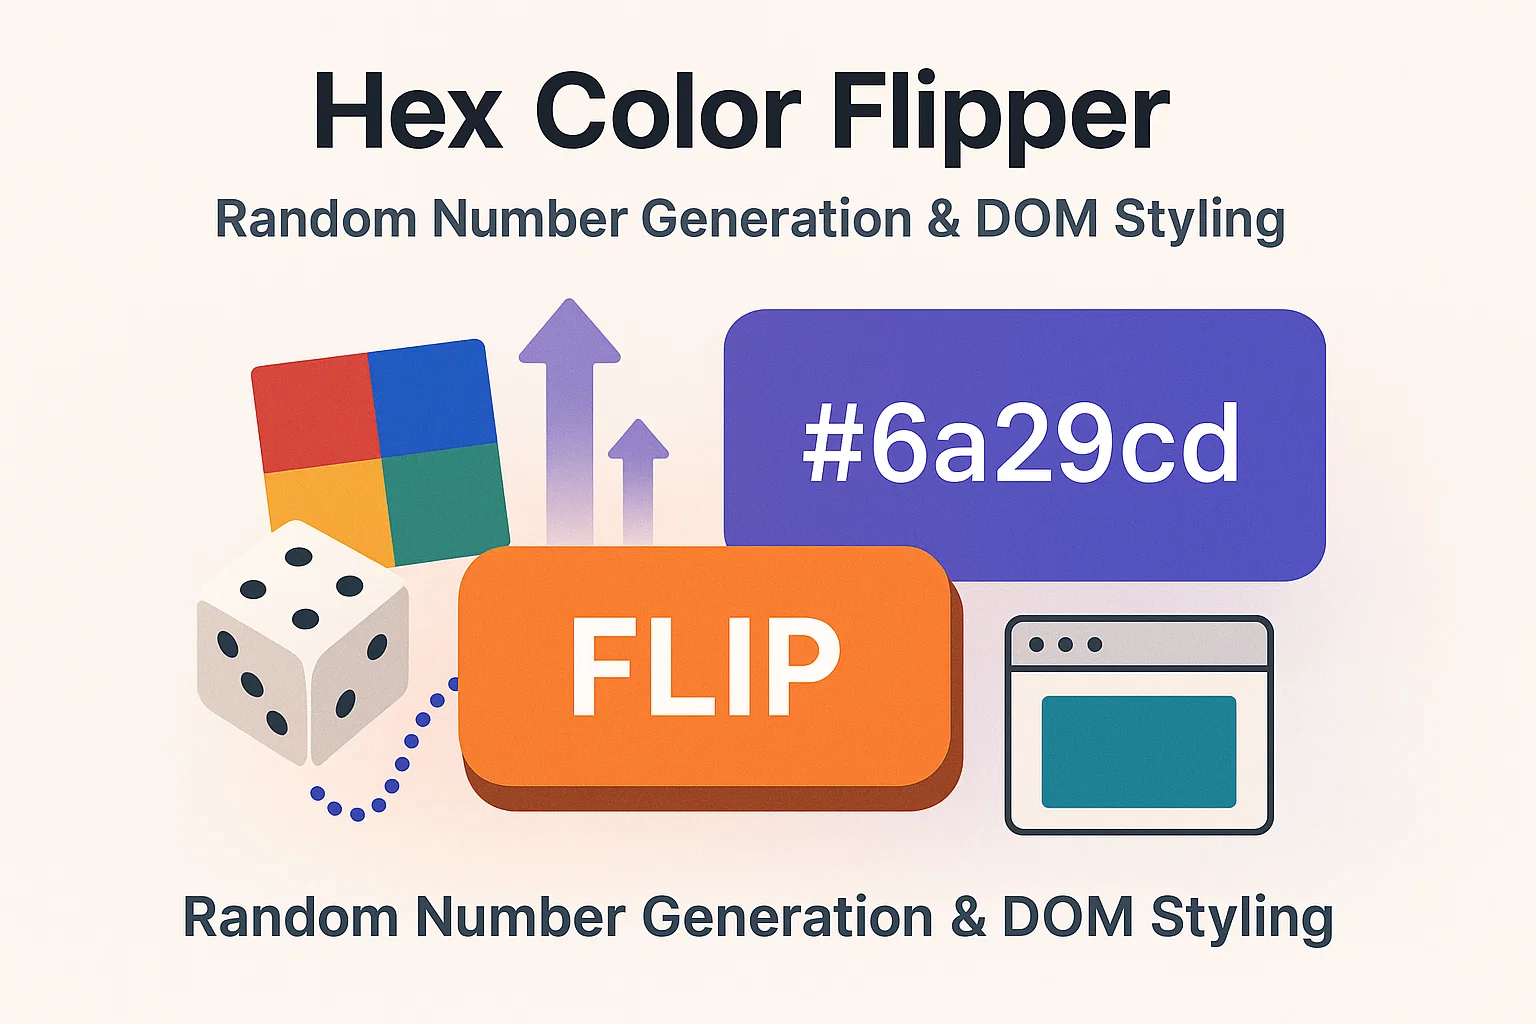 Hex Color Flipper
Random Number Generation & DOM Styling
#6a29cd
FLIP
Random Number Generation & DOM Styling